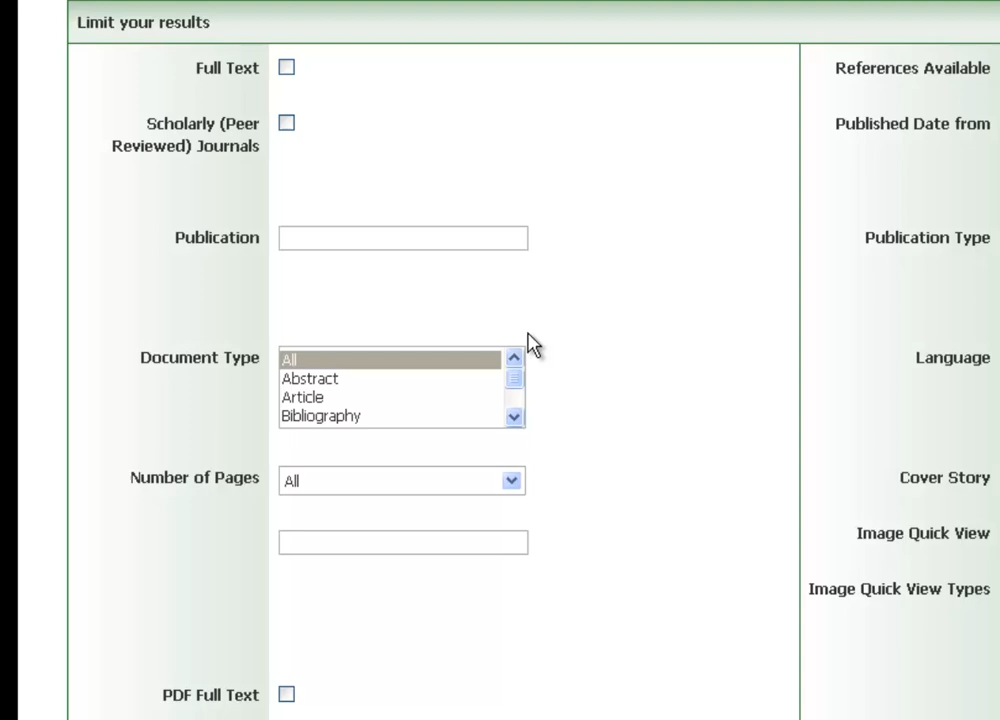 Limit your results
Full Text
References Available
Scholarly (Peer
Reviewed) Journals
Published Date from
Publication
Publication Type
Document Type
All
Abstract
Article
Bibliography
Language
Number of Pages
All
Cover Story
Image Quick View
Image Quick View Types
PDF Full Text